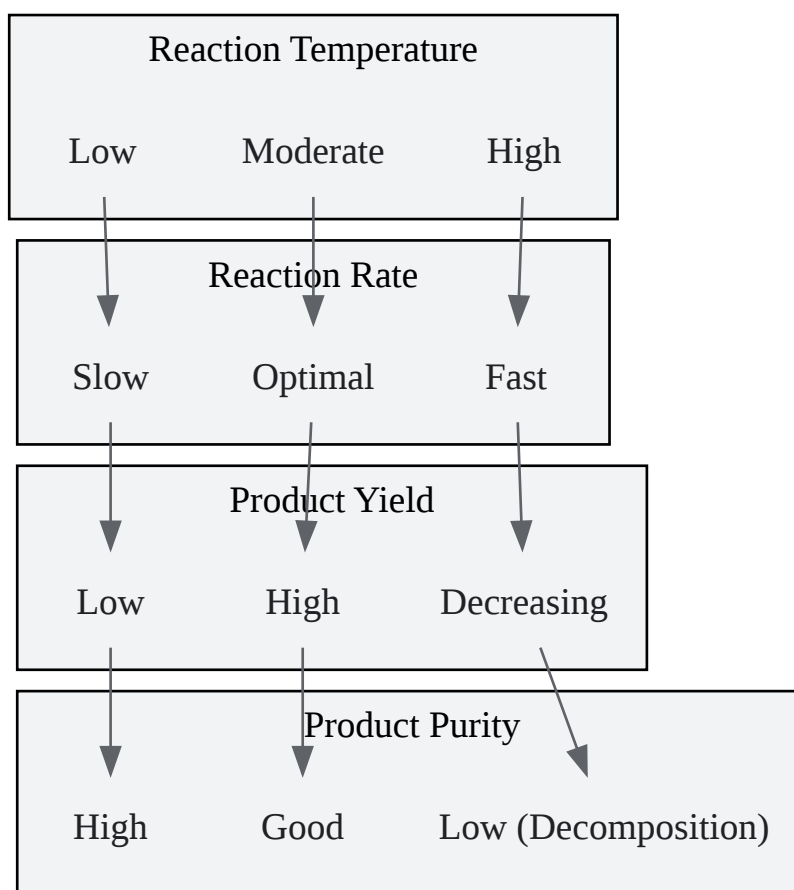 Reaction Temperature
Low Moderate High
Reaction Rate
Slow Optimal Fast
Product Yield
Low High Decreasing
Product Purity
High Good Low (Decomposition)